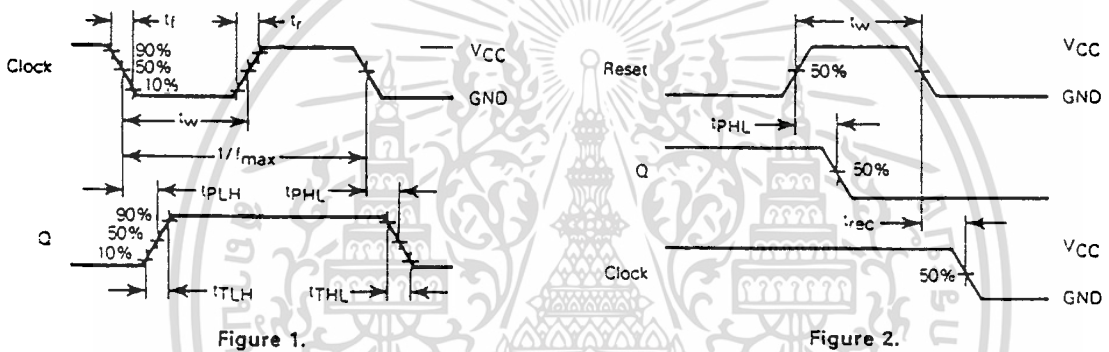 tf
tr
90%
50%
10%
Clock
VCC
GND
tw
1/fmax
tPLH
tPHL
90%
50%
10%
Q
tTLH
tTHL
Figure 1.
tw
Reset
50%
VCC
GND
tPHL
Q
50%
trec
Clock
50%
VCC
GND
Figure 2.